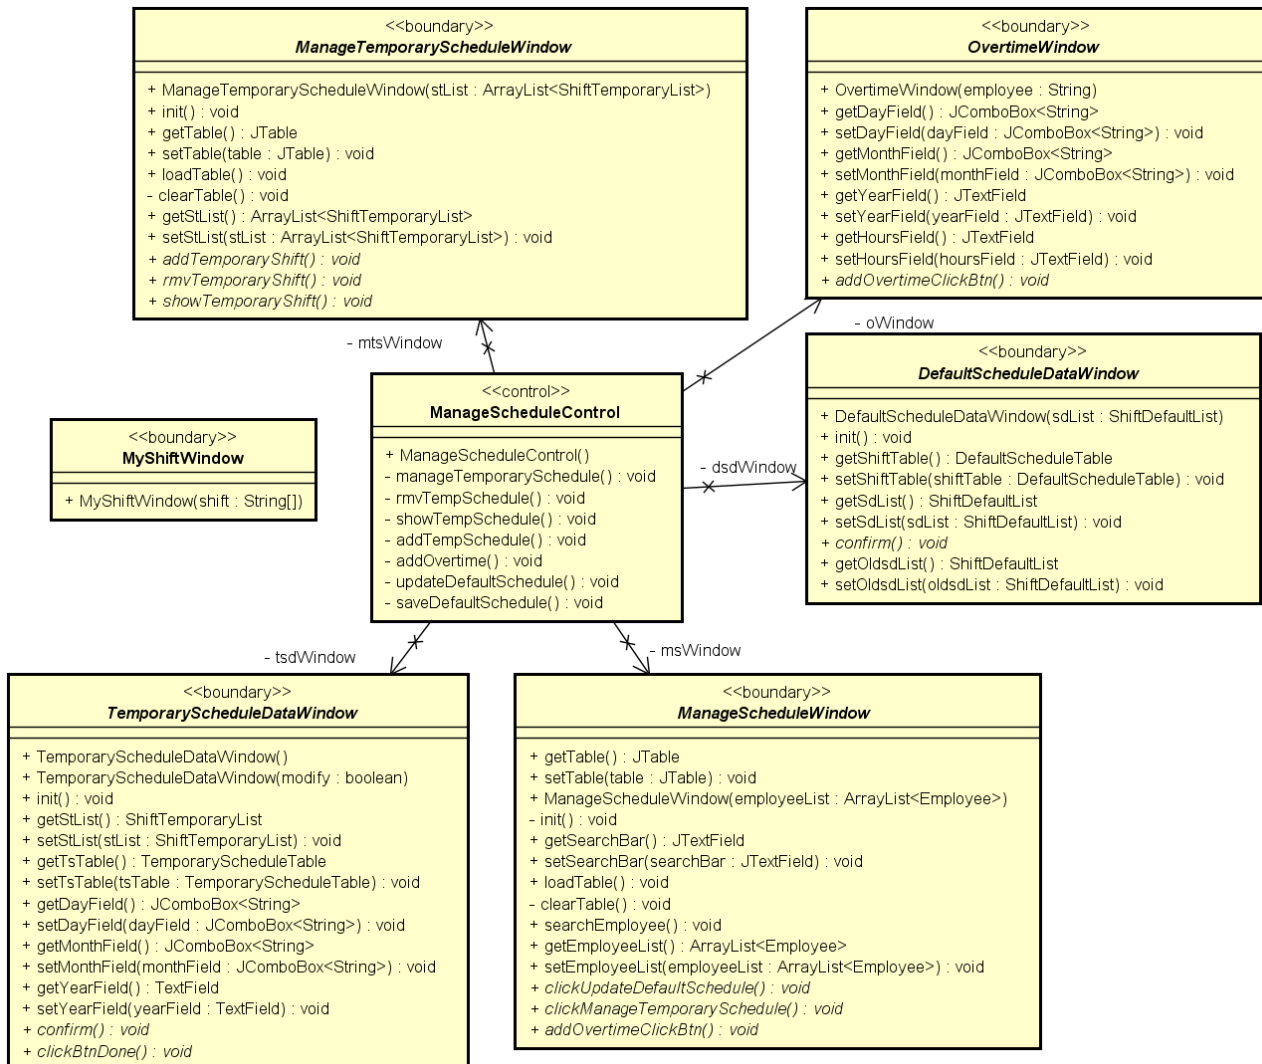 <<boundary>>
ManageTemporaryScheduleWindow
+ ManageTemporaryScheduleWindow(stList : ArrayList<ShiftTemporaryList>)
+ init() : void
+ getTable() : JTable
+ setTable(table : JTable) : void
+ loadTable() : void
- clearTable() : void
+ getStList() : ArrayList<ShiftTemporaryList>
+ setStList(stList : ArrayList<ShiftTemporaryList>) : void
+ addTemporaryShift() : void
+ rmvTemporaryShift() : void
+ showTemporaryShift() : void
<<boundary>>
OvertimeWindow
+ OvertimeWindow(employee : String)
+ getDayField() : JComboBox<String>
+ setDayField(dayField : JComboBox<String>) : void
+ getMonthField() : JComboBox<String>
+ setMonthField(monthField : JComboBox<String>) : void
+ getYearField() : JTextField
+ setYearField(yearField : JTextField) : void
+ getHoursField() : JTextField
+ setHoursField(hoursField : JTextField) : void
+ addOvertimeClickBtn() : void
- mtsWindow
- oWindow
<<boundary>>
MyShiftWindow
+ MyShiftWindow(shift : String[])
<<control>>
ManageScheduleControl
+ ManageScheduleControl()
- manageTemporarySchedule() : void
- rmvTempSchedule() : void
- showTempSchedule() : void
- addTempSchedule() : void
- addOvertime() : void
- updateDefaultSchedule() : void
- saveDefaultSchedule() : void
- dsdWindow
<<boundary>>
DefaultScheduleDataWindow
+ DefaultScheduleDataWindow(sdList : ShiftDefaultList)
+ init() : void
+ getShiftTable() : DefaultScheduleTable
+ setShiftTable(shiftTable : DefaultScheduleTable) : void
+ getSdList() : ShiftDefaultList
+ setSdList(sdList : ShiftDefaultList) : void
+ confirm() : void
+ getOldsdList() : ShiftDefaultList
+ setOldsdList(oldsdList : ShiftDefaultList) : void
- tsdWindow
- msWindow
<<boundary>>
TemporaryScheduleDataWindow
+ TemporaryScheduleDataWindow()
+ TemporaryScheduleDataWindow(modify : boolean)
+ init() : void
+ getStList() : ShiftTemporaryList
+ setStList(stList : ShiftTemporaryList) : void
+ getTsTable() : TemporaryScheduleTable
+ setTsTable(tsTable : TemporaryScheduleTable) : void
+ getDayField() : JComboBox<String>
+ setDayField(dayField : JComboBox<String>) : void
+ getMonthField() : JComboBox<String>
+ setMonthField(monthField : JComboBox<String>) : void
+ getYearField() : TextField
+ setYearField(yearField : TextField) : void
+ confirm() : void
+ clickBtnDone() : void
<<boundary>>
ManageScheduleWindow
+ getTable() : JTable
+ setTable(table : JTable) : void
+ ManageScheduleWindow(employeeList : ArrayList<Employee>)
- init() : void
+ getSearchBar() : JTextField
+ setSearchBar(searchBar : JTextField) : void
+ loadTable() : void
- clearTable() : void
+ searchEmployee() : void
+ getEmployeeList() : ArrayList<Employee>
+ setEmployeeList(employeeList : ArrayList<Employee>) : void
+ clickUpdateDefaultSchedule() : void
+ clickManageTemporarySchedule() : void
+ addOvertimeClickBtn() : void